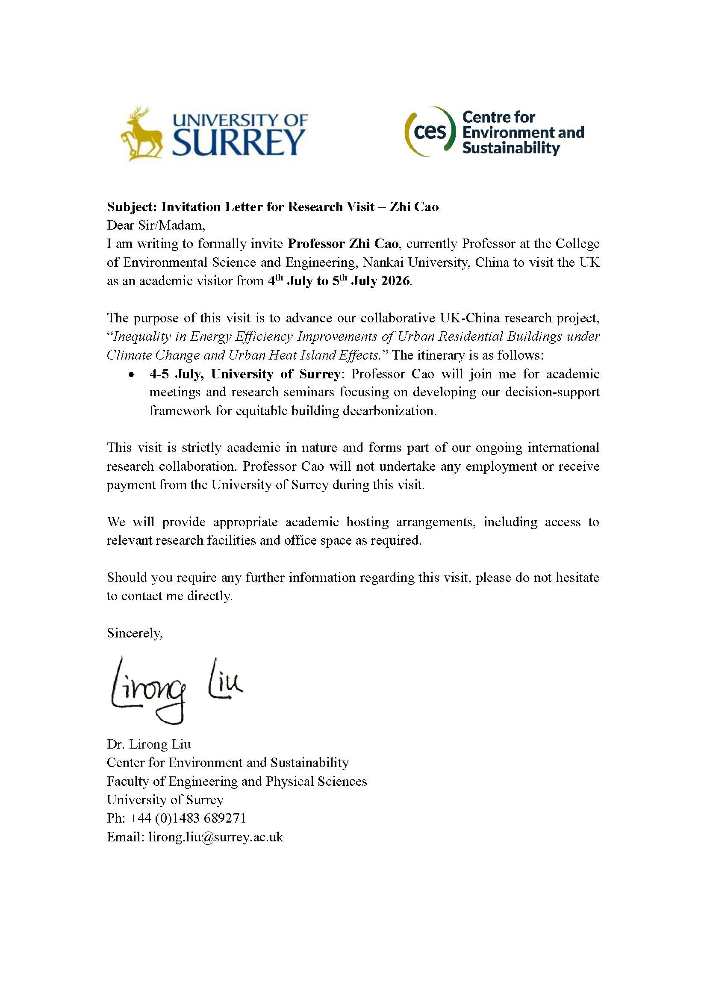 UNIVERSITY OF
SURREY
ces
Centre for
Environment and
Sustainability
Subject: Invitation Letter for Research Visit – Zhi Cao
Dear Sir/Madam,
I am writing to formally invite Professor Zhi Cao, currently Professor at the College
of Environmental Science and Engineering, Nankai University, China to visit the UK
as an academic visitor from 4th July to 5th July 2026.
The purpose of this visit is to advance our collaborative UK-China research project,
“Inequality in Energy Efficiency Improvements of Urban Residential Buildings under
Climate Change and Urban Heat Island Effects.” The itinerary is as follows:
• 4-5 July, University of Surrey: Professor Cao will join me for academic
meetings and research seminars focusing on developing our decision-support
framework for equitable building decarbonization.
This visit is strictly academic in nature and forms part of our ongoing international
research collaboration. Professor Cao will not undertake any employment or receive
payment from the University of Surrey during this visit.
We will provide appropriate academic hosting arrangements, including access to
relevant research facilities and office space as required.
Should you require any further information regarding this visit, please do not hesitate
to contact me directly.
Sincerely,
Lirong Liu
Dr. Lirong Liu
Center for Environment and Sustainability
Faculty of Engineering and Physical Sciences
University of Surrey
Ph: +44 (0)1483 689271
Email: lirong.liu@surrey.ac.uk